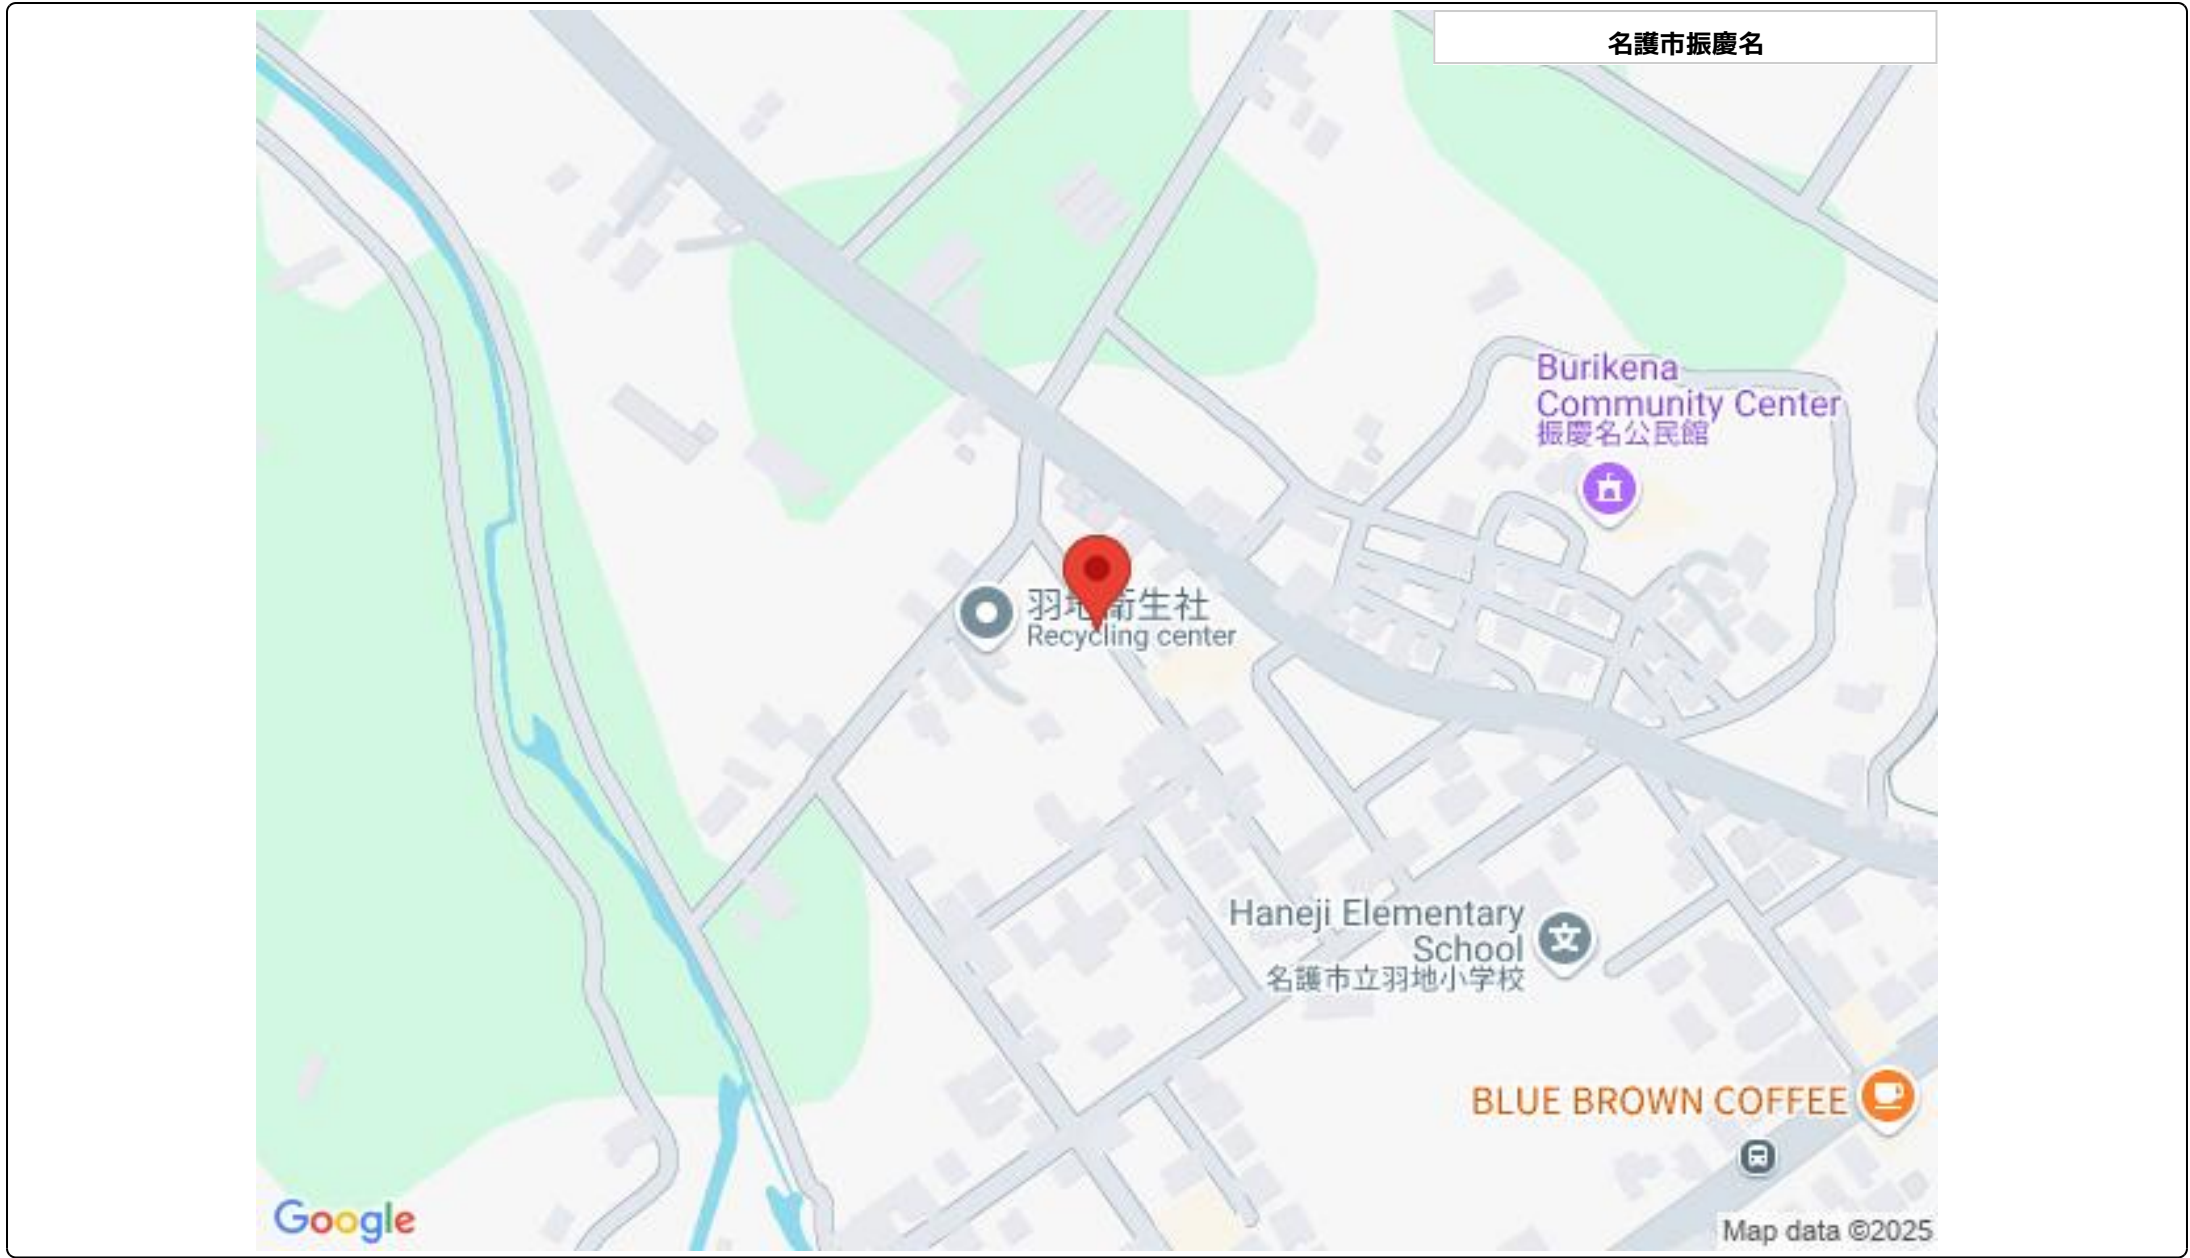 名護市振慶名
Burikena
Community Center
振慶名公民館
羽地衛生社
Recycling center
Haneji Elementary
School
名護市立羽地小学校
BLUE BROWN COFFEE
Google
Map data ©2025